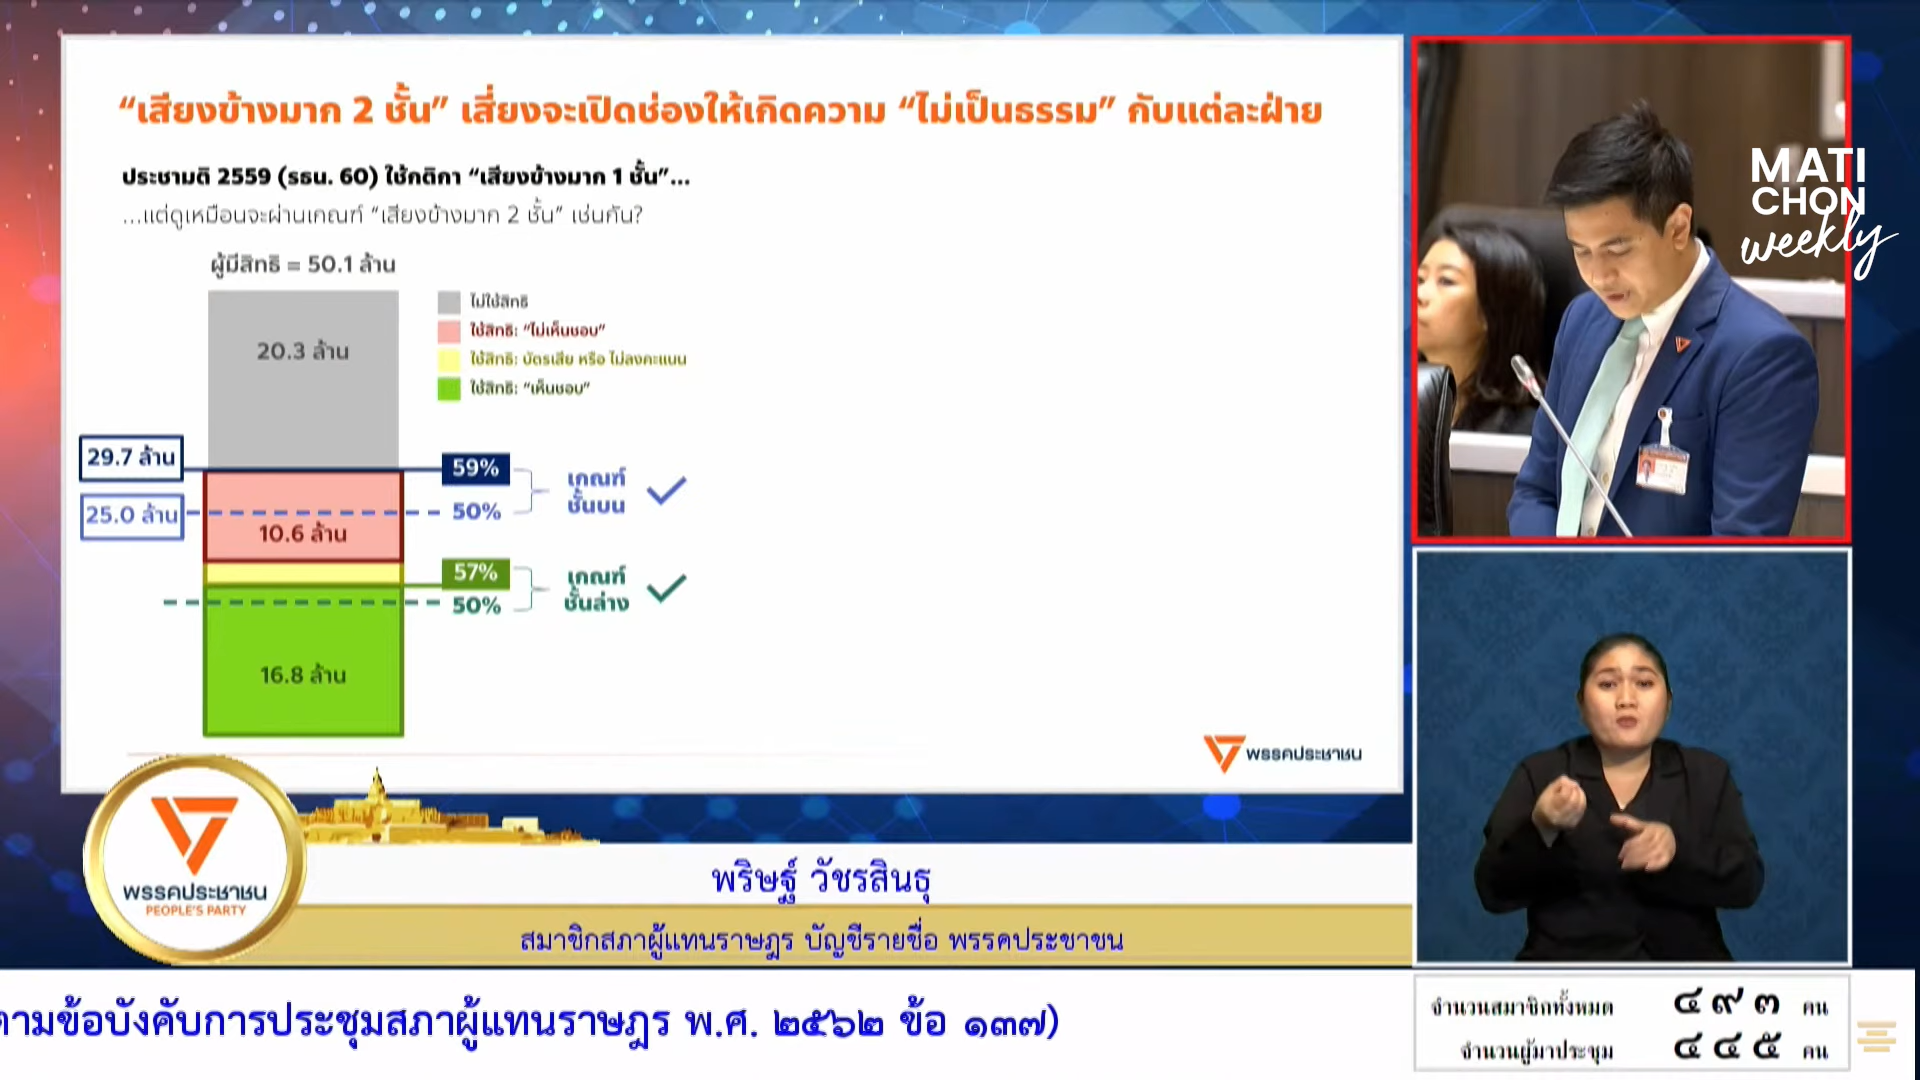 “เสียงข้างมาก 2 ชั้น” เสี่ยงจะเปิดช่องให้เกิดความ “ไม่เป็นธรรม” กับแต่ละฝ่าย
ประชามติ 2559 (รธน. 60) ใช้กติกา “เสียงข้างมาก 1 ชั้น”...
...แต่ดูเหมือนจะผ่านเกณฑ์ “เสียงข้างมาก 2 ชั้น” เช่นกัน?
ผู้มีสิทธิ = 50.1 ล้าน
ไม่ใช้สิทธิ
ใช้สิทธิ: “ไม่เห็นชอบ”
ใช้สิทธิ: บัตรเสีย หรือ ไม่ลงคะแนน
ใช้สิทธิ: “เห็นชอบ”
20.3 ล้าน
29.7 ล้าน
59%
เกณฑ์
ชั้นบน
25.0 ล้าน
50%
10.6 ล้าน
57%
เกณฑ์
ชั้นล่าง
50%
16.8 ล้าน
พรรคประชาชน
MATI
CHON
weekly
พรรคประชาชน
PEOPLE'S PARTY
พริษฐ์ วัชรสินธุ
สมาชิกสภาผู้แทนราษฎร บัญชีรายชื่อ พรรคประชาชน
ตามข้อบังคับการประชุมสภาผู้แทนราษฎร พ.ศ. ๒๕๖๒ ข้อ ๑๓๗)
จำนวนสมาชิกทั้งหมด ๔๙๓ คน
จำนวนผู้มาประชุม ๔๔๕ คน